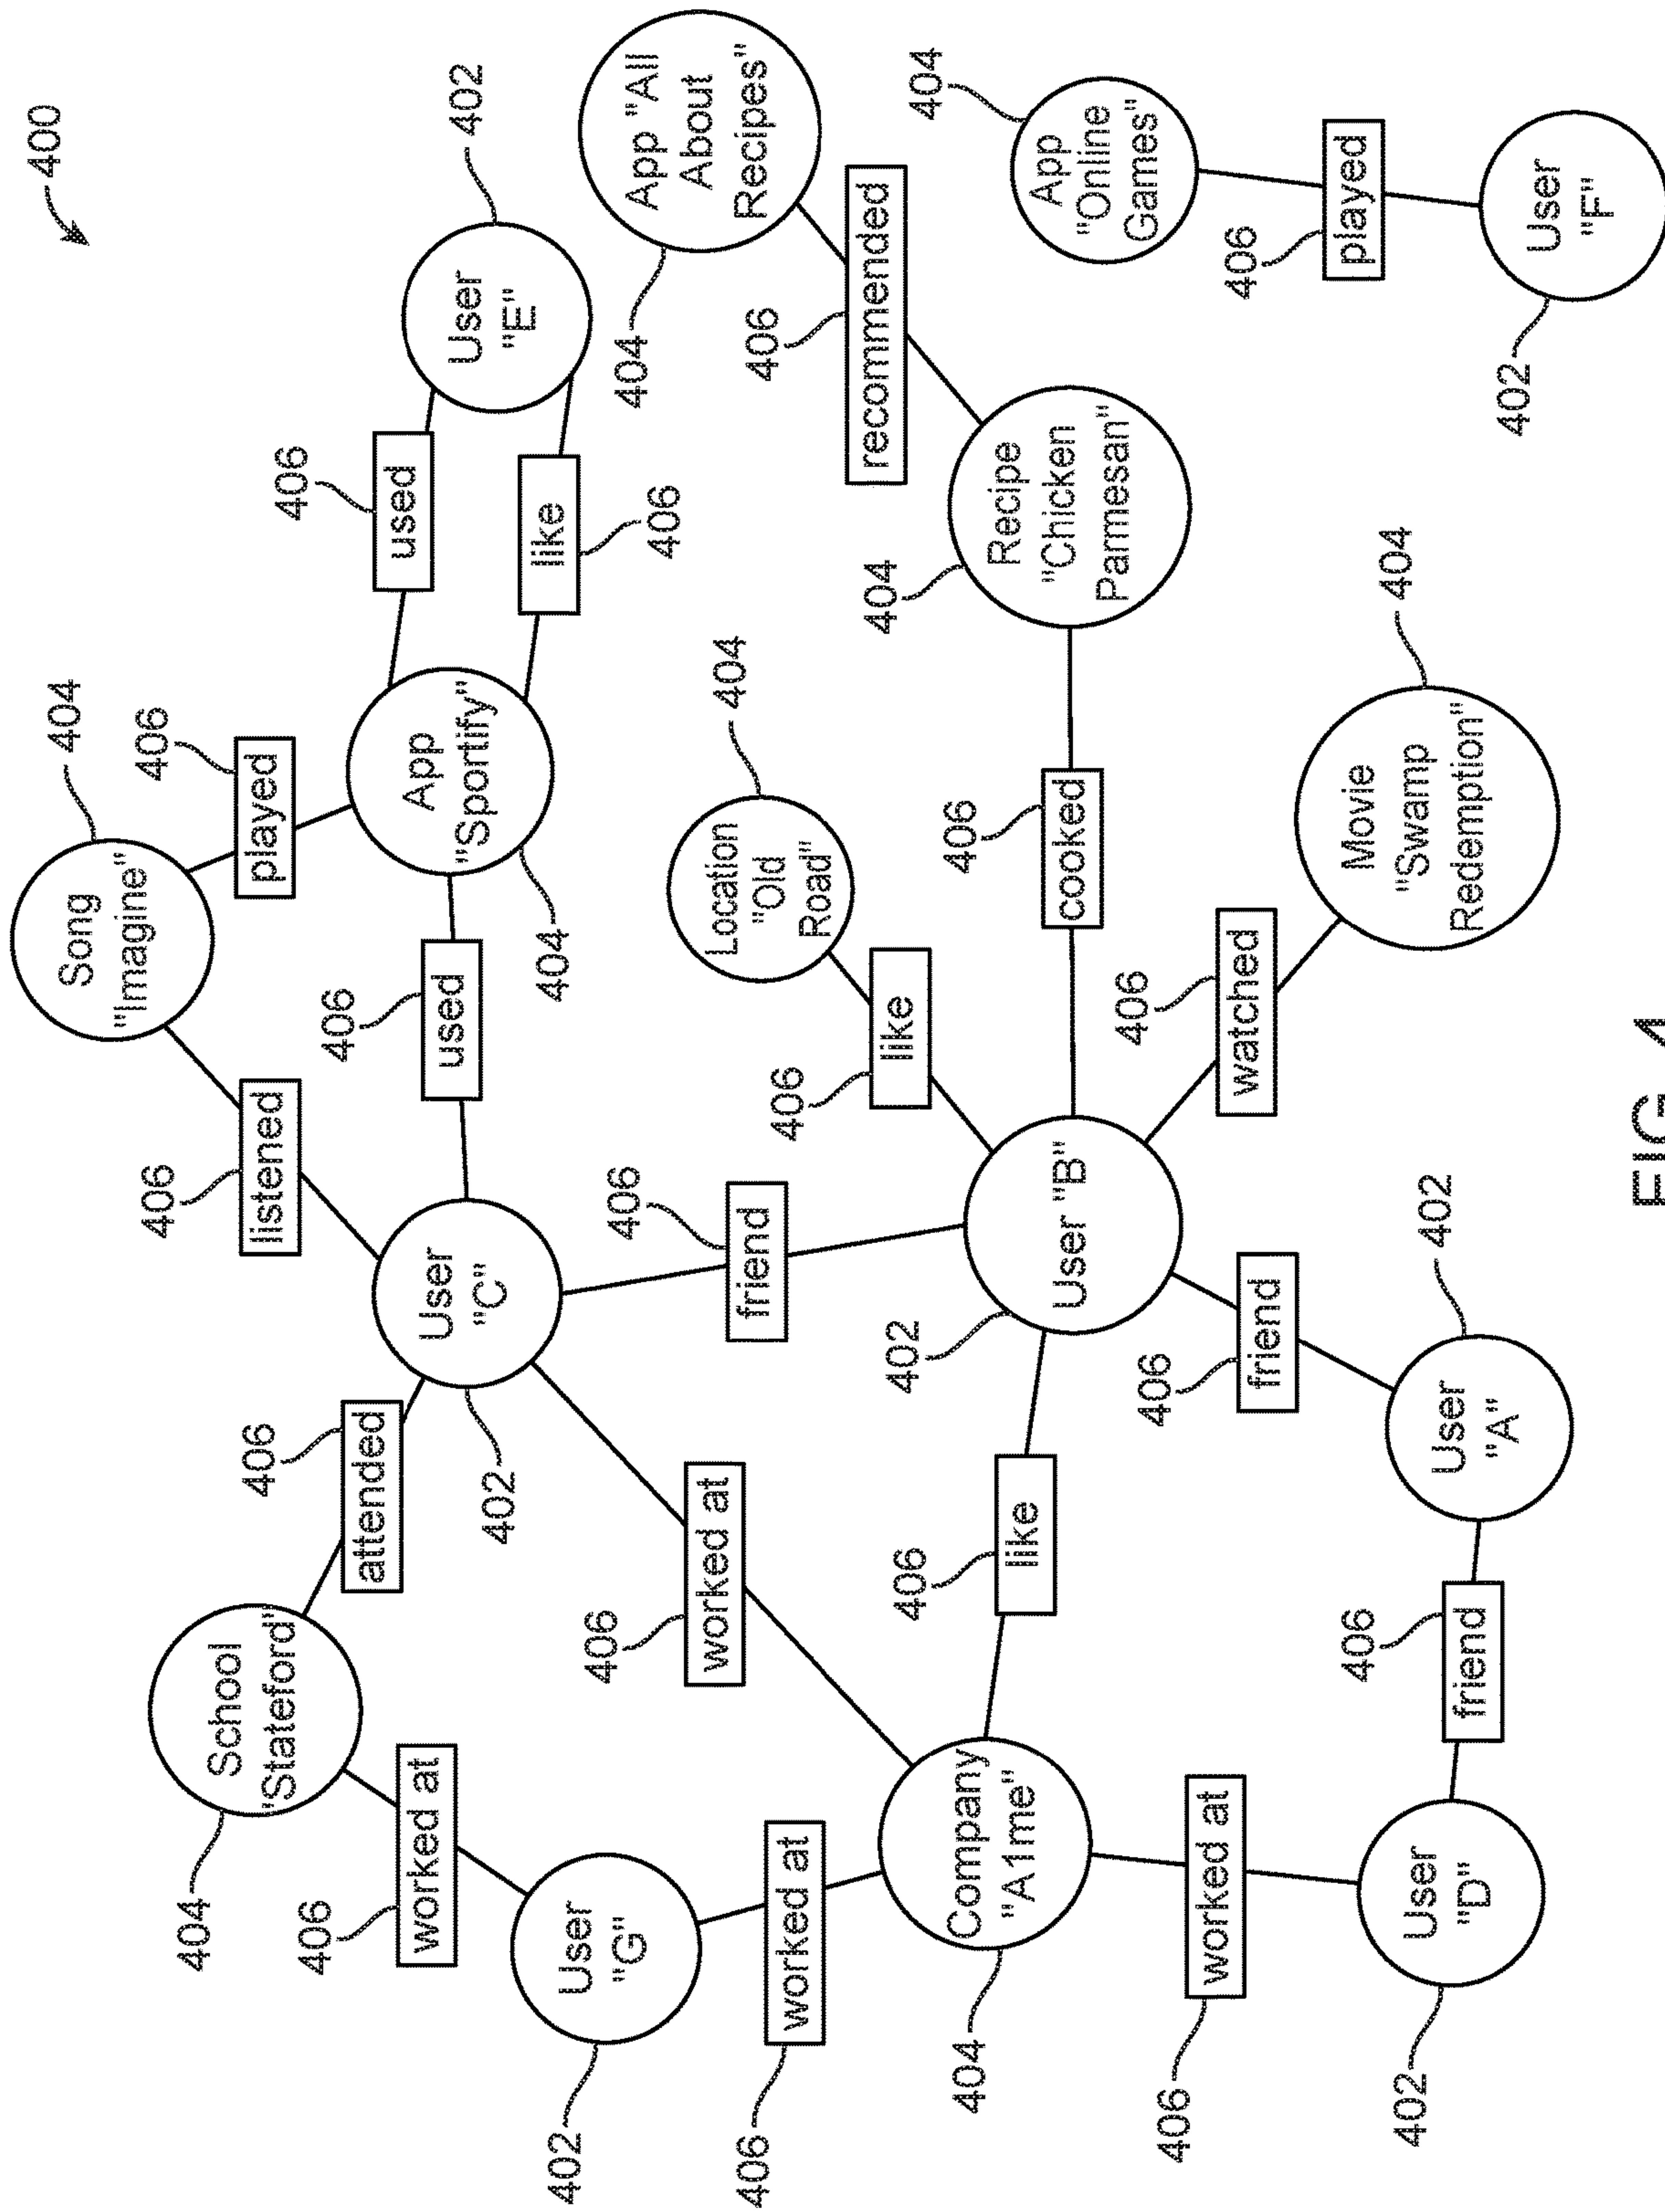 400
Song
"Imagine"
404
406
played
406
listened
School
"Stateford"
404
406
attended
406
used
406
User
"E"
402
like
406
App
"Sportify"
404
406
used
User
"C"
402
406
worked at
User
"G"
402
406
worked at
406
worked at
406
friend
Location
"Old
Road"
404
406
like
App "All
About
Recipes"
404
406
recommended
App
"Online
Games"
404
Company
"A1me"
404
406
like
User "B"
402
406
cooked
Recipe
"Chicken
Parmesan"
404
406
worked at
406
friend
406
watched
Movie
"Swamp
Redemption"
404
406
played
User
"D"
402
406
friend
User
"A"
402
User
"F"
402
FIG. 4